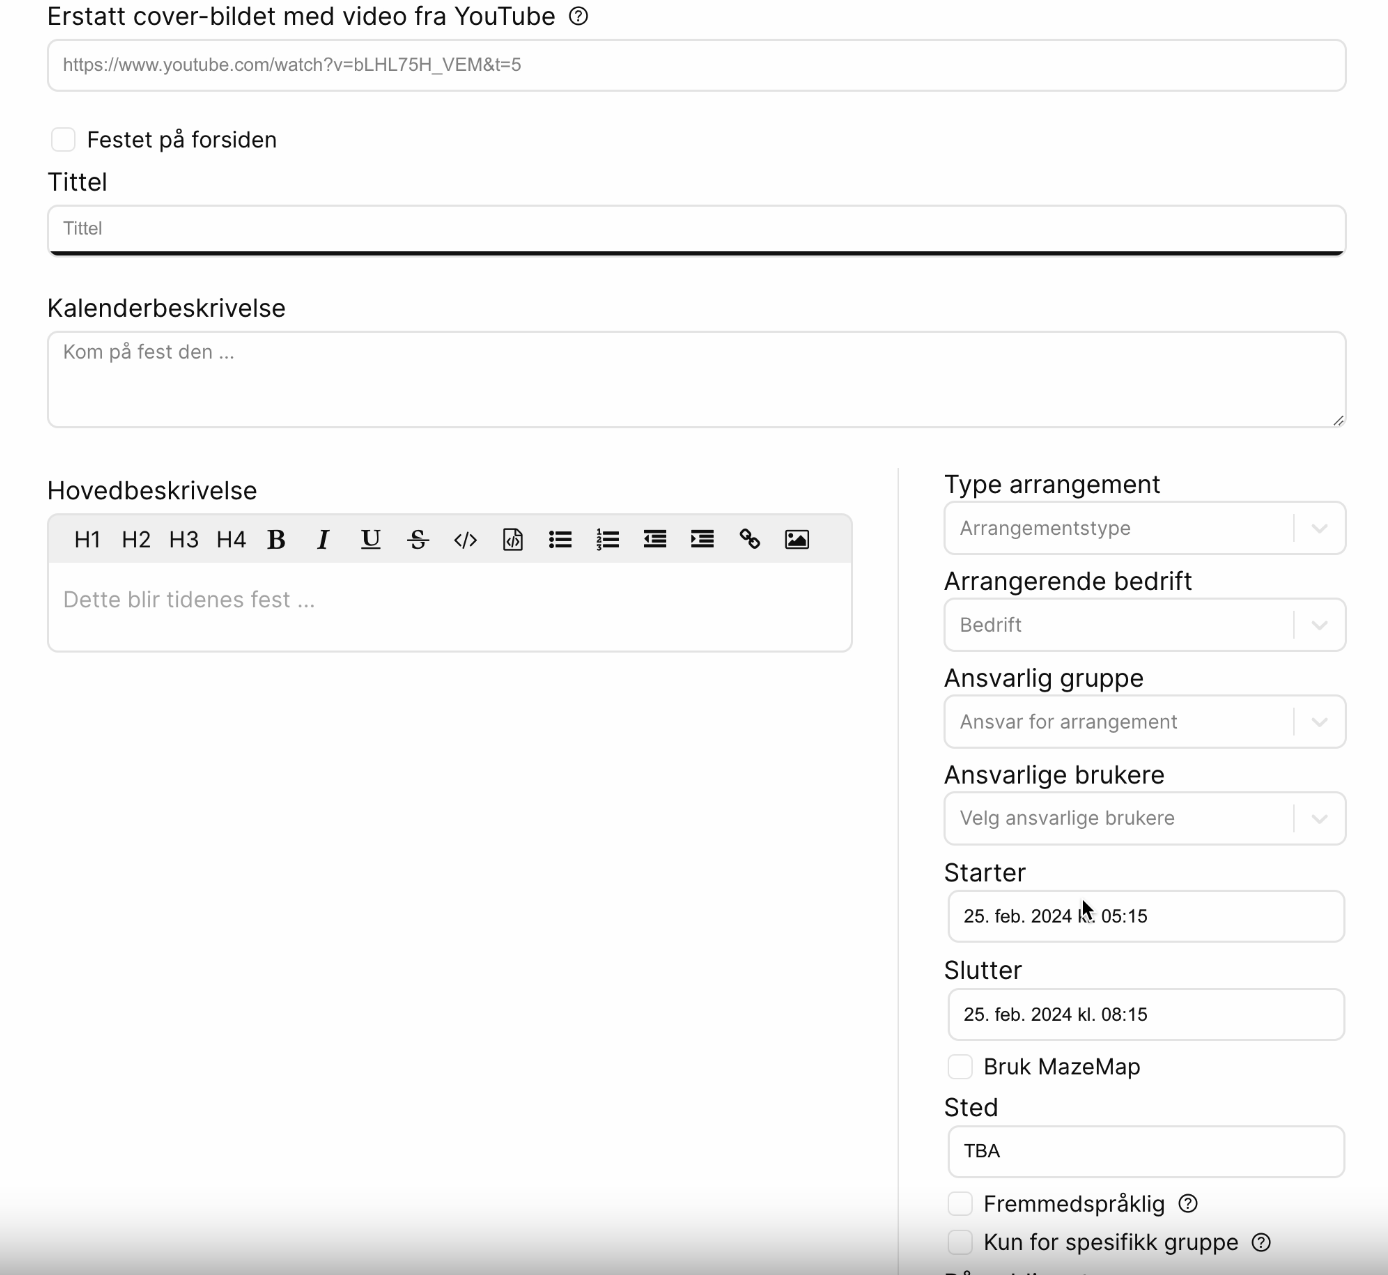 Erstatt cover-bildet med video fra YouTube
https://www.youtube.com/watch?v=bLHL75H_VEM&t=5
Festet på forsiden
Tittel
Tittel
Kalenderbeskrivelse
Kom på fest den ...
Hovedbeskrivelse
H1 H2 H3 H4 B I U S </>
Dette blir tidenes fest ...
Type arrangement
Arrangementstype
Arrangerende bedrift
Bedrift
Ansvarlig gruppe
Ansvar for arrangement
Ansvarlige brukere
Velg ansvarlige brukere
Starter
25. feb. 2024 kl. 05:15
Slutter
25. feb. 2024 kl. 08:15
Bruk MazeMap
Sted
TBA
Fremmedspråklig
Kun for spesifikk gruppe